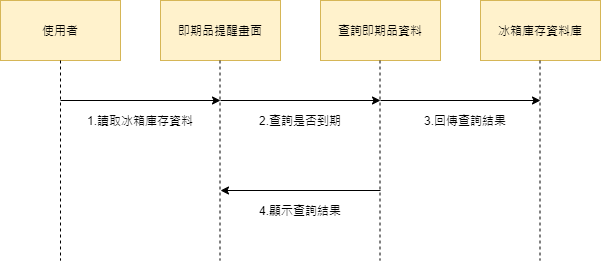 使用者
即期品提醒畫面
查詢即期品資料
冰箱庫存資料庫
1.讀取冰箱庫存資料
2.查詢是否到期
3.回傳查詢結果
4.顯示查詢結果